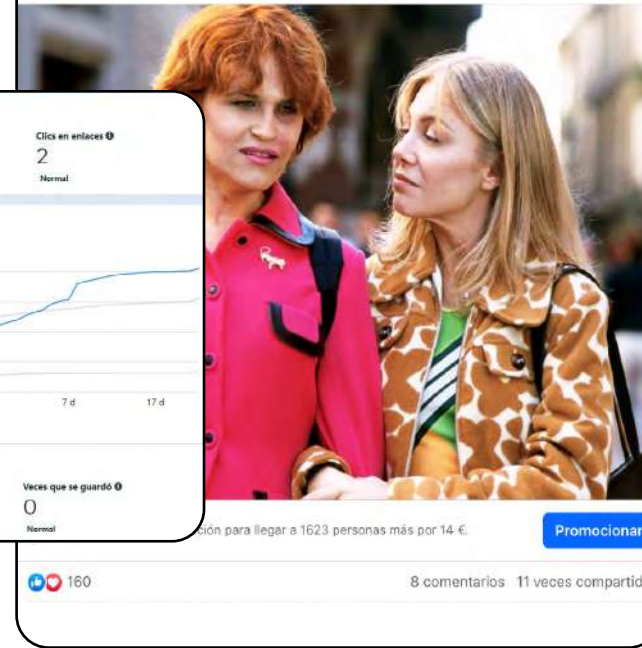 Clics en enlaces
2
Normal
7 d 17 d
Veces que se guardó
0
Normal
ción para llegar a 1623 personas más por 14 €.
Promocionar
160
8 comentarios 11 veces compartid